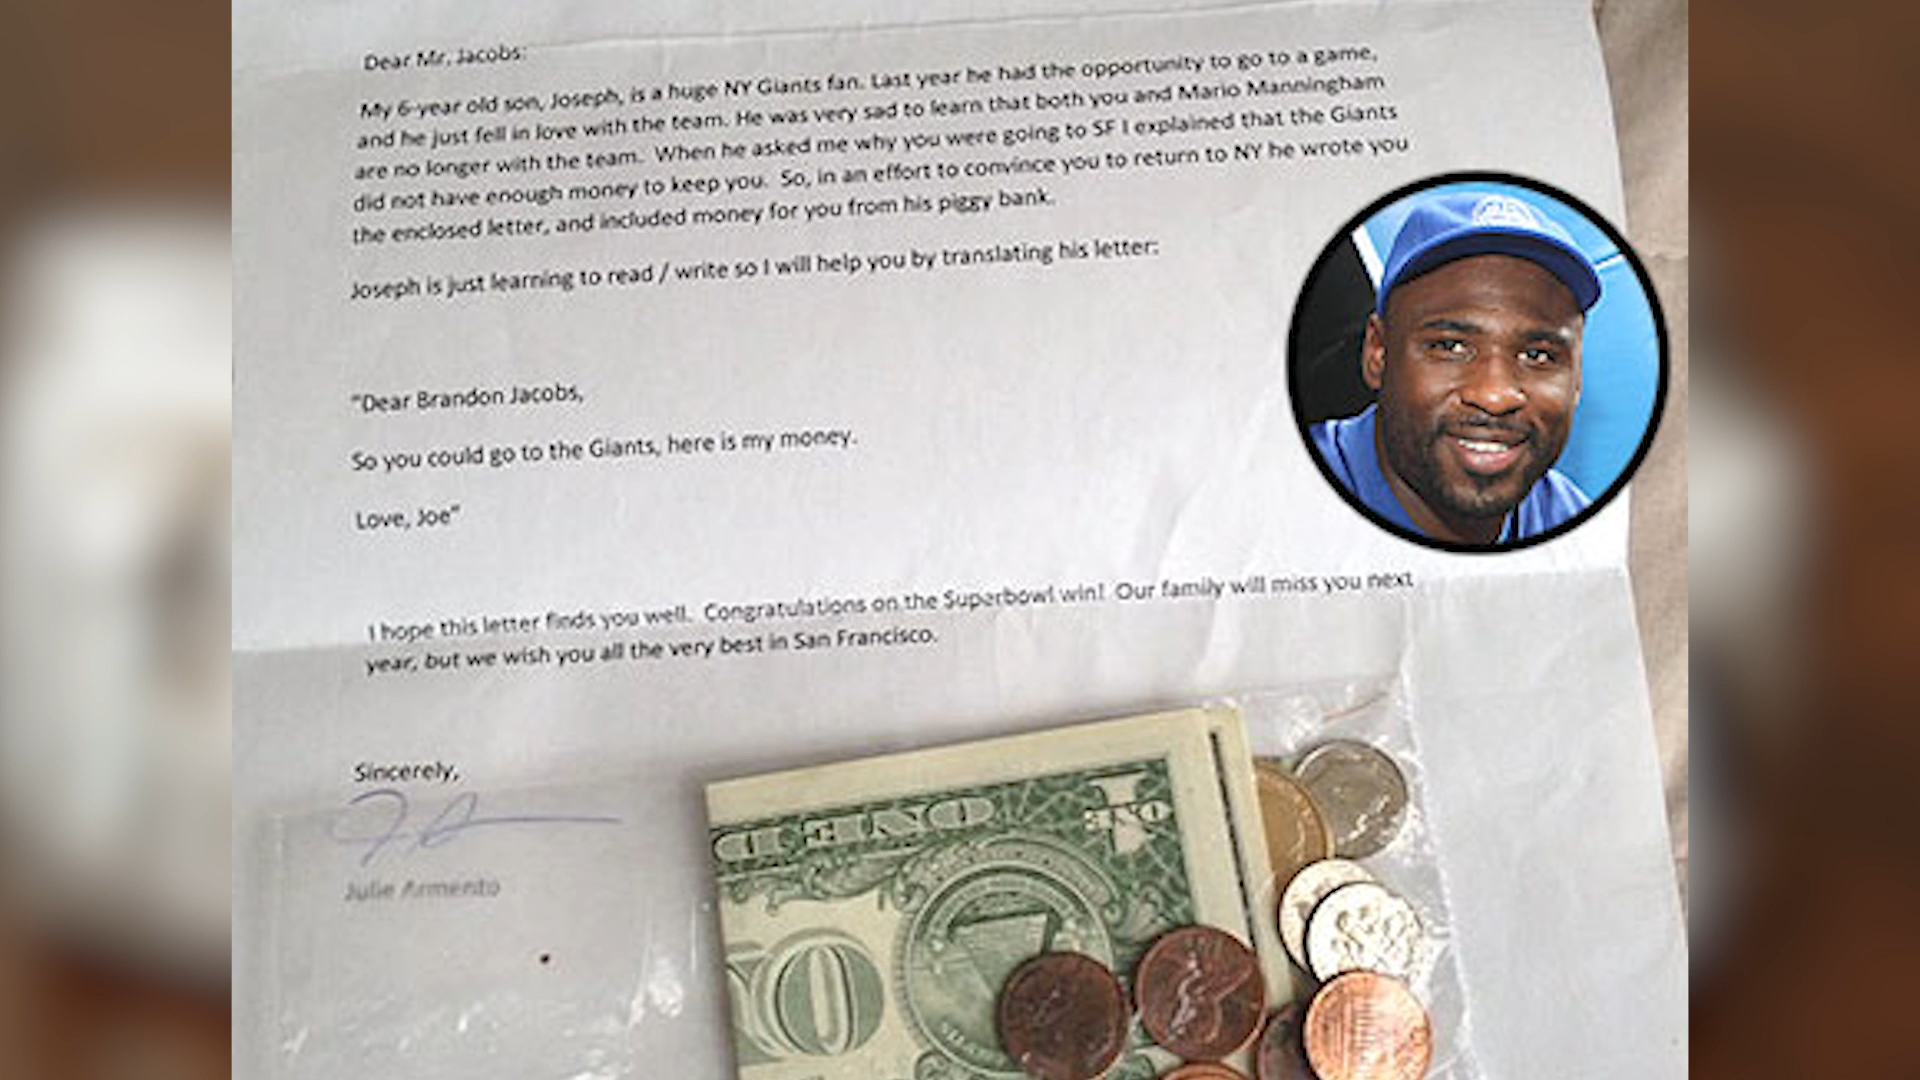 Dear Mr. Jacobs:
My 6-year old son, Joseph, is a huge NY Giants fan. Last year he had the opportunity to go to a game,
and he just fell in love with the team. He was very sad to learn that both you and Mario Manningham
are no longer with the team. When he asked me why you were going to SF I explained that the Giants
did not have enough money to keep you. So, in an effort to convince you to return to NY he wrote you
the enclosed letter, and included money for you from his piggy bank.
Joseph is just learning to read / write so I will help you by translating his letter:
"Dear Brandon Jacobs,
So you could go to the Giants, here is my money.
Love, Joe"
I hope this letter finds you well. Congratulations on the Superbowl win! Our family will miss you next
year, but we wish you all the very best in San Francisco.
Sincerely,
Julie Armento